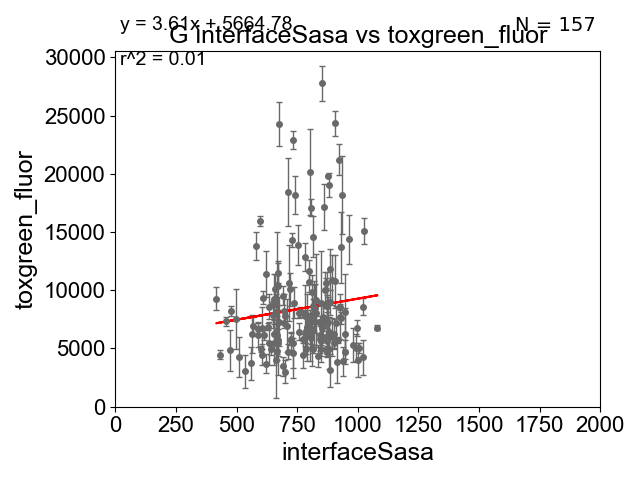 y = 3.61x + 5664.78
N = 157
G interfaceSasa vs toxgreen_fluor
r^2 = 0.01
30000
25000
20000
15000
10000
5000
0
toxgreen_fluor
0 250 500 750 1000 1250 1500 1750 2000
interfaceSasa